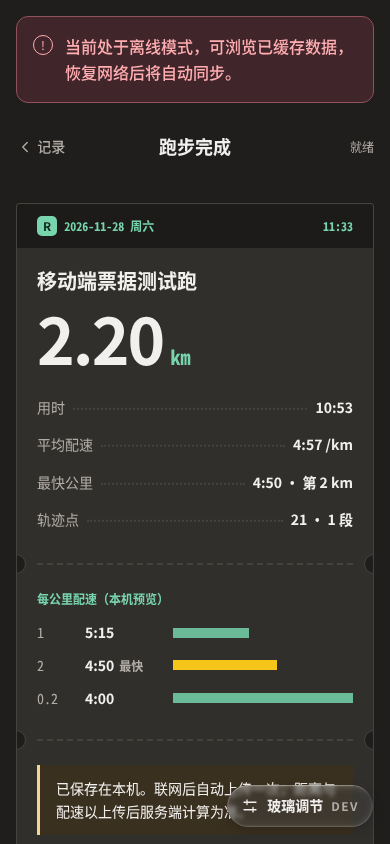 当前处于离线模式，可浏览已缓存数据，
恢复网络后将自动同步。
记录
跑步完成
就绪
R 2026-11-28 周六
11:33
移动端票据测试跑
2.20 km
用时 10:53
平均配速 4:57 /km
最快公里 4:50 · 第 2 km
轨迹点 21 · 1 段
每公里配速（本机预览）
1 5:15
2 4:50 最快
0.2 4:00
已保存在本机。联网后自动上
配速以上传后服务端计算为
玻璃调节 DEV